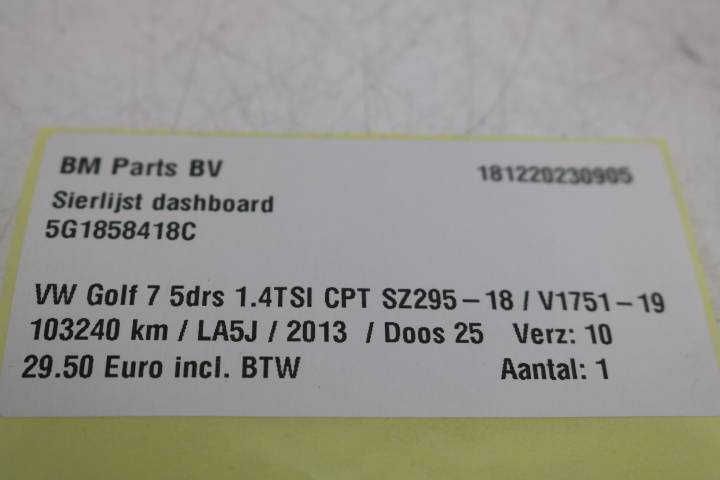 BM Parts BV 181220230905
Sierlijst dashboard
5G1858418C
VW Golf 7 5drs 1.4TSI CPT SZ295-18 / V1751-19
103240 km / LA5J / 2013 / Doos 25 Verz: 10
29.50 Euro incl. BTW Aantal: 1